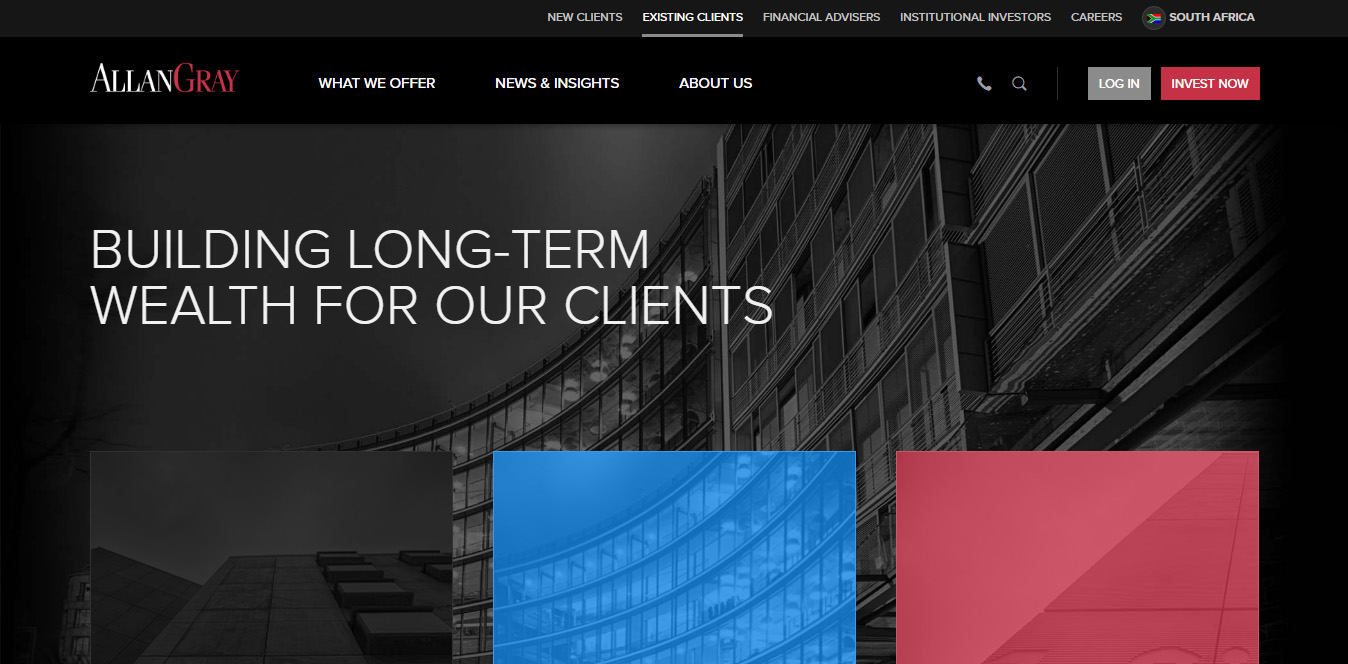 NEW CLIENTS EXISTING CLIENTS FINANCIAL ADVISERS INSTITUTIONAL INVESTORS CAREERS SOUTH AFRICA
ALLANGRAY WHAT WE OFFER NEWS & INSIGHTS ABOUT US LOG IN INVEST NOW
BUILDING LONG-TERM
WEALTH FOR OUR CLIENTS